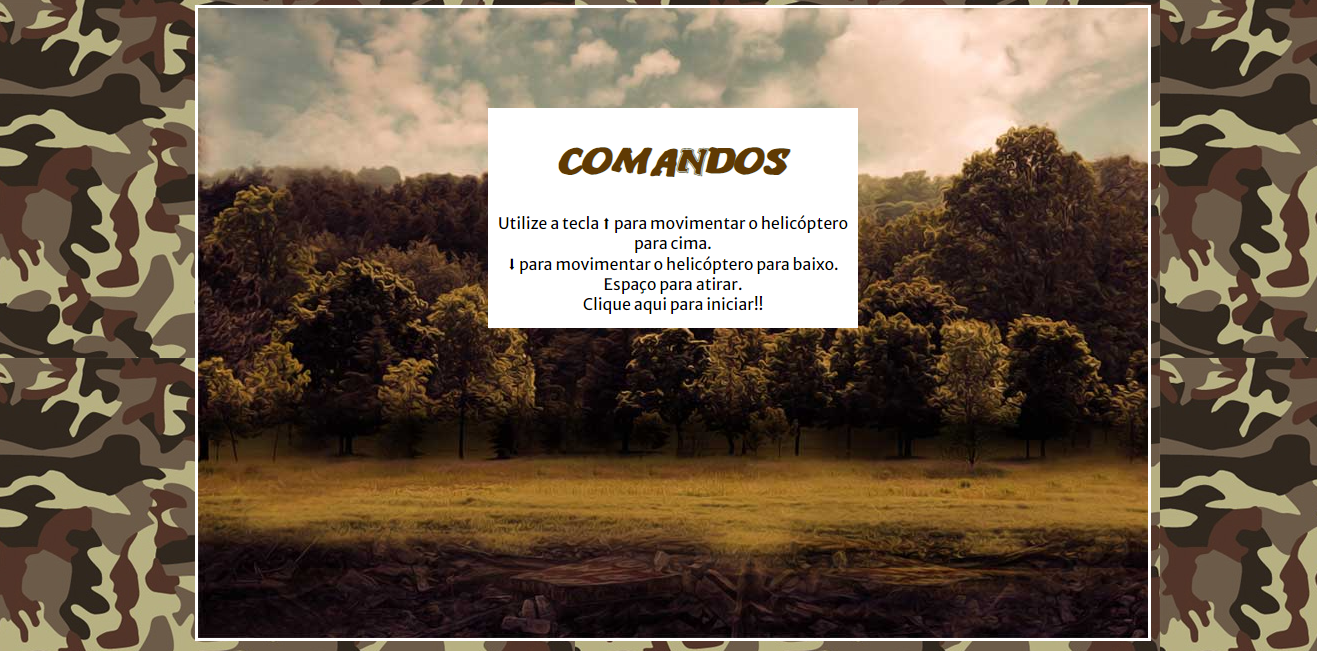 COMANDOS
Utilize a tecla ⬆ para movimentar o helicóptero
para cima.
⬇ para movimentar o helicóptero para baixo.
Espaço para atirar.
Clique aqui para iniciar!!